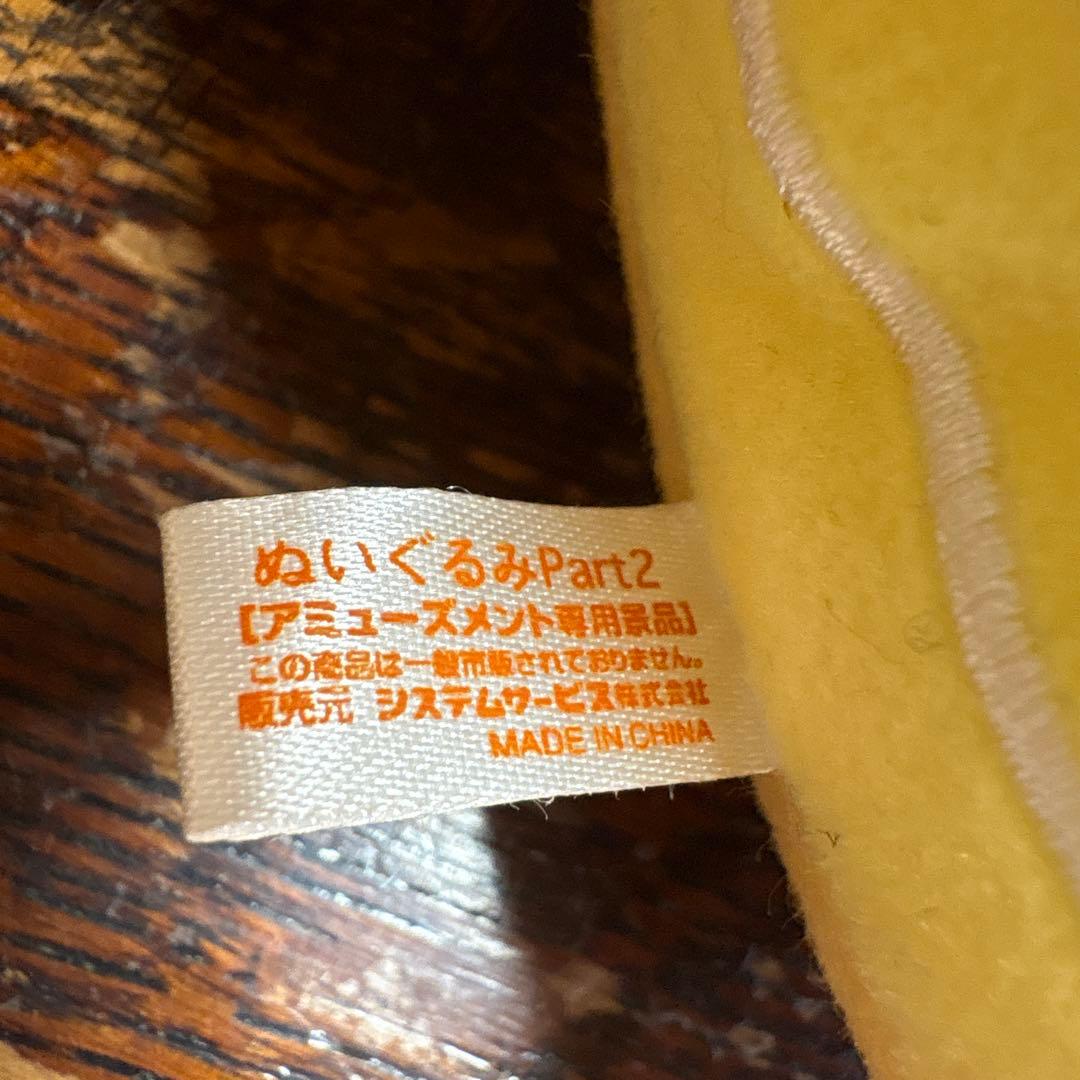 ぬいぐるみPart2
【アミューズメント専用景品】
この商品は一般市販されておりません。
販売元 システムサービス株式会社
MADE IN CHINA